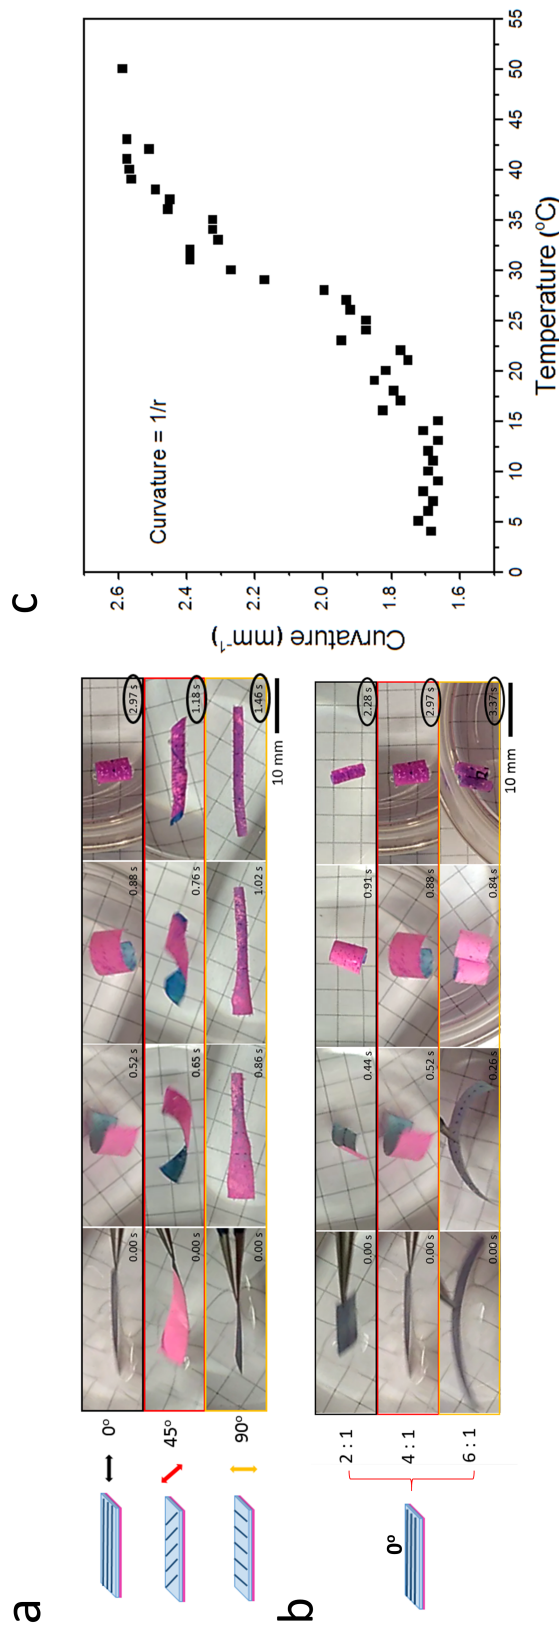 a
0°
0.00 s
0.52 s
0.88 s
2.97 s
45°
0.00 s
0.65 s
0.76 s
1.18 s
90°
0.00 s
0.86 s
1.02 s
1.46 s
10 mm
b
0°
2 : 1
0.00 s
0.44 s
0.91 s
2.28 s
4 : 1
0.00 s
0.52 s
0.88 s
2.97 s
6 : 1
0.00 s
0.26 s
0.84 s
3.37 s
10 mm
c
Curvature = 1/r
2.6
2.4
2.2
2.0
1.8
1.6
Curvature (mm⁻¹)
0 5 10 15 20 25 30 35 40 45 50 55
Temperature (°C)